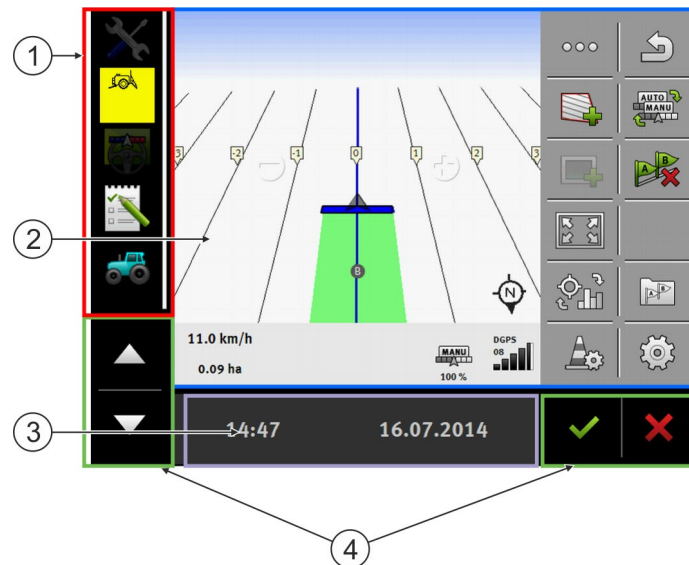 1
2
3
4
AUTO
MANU
A B
3 -2 -1 0 1 2 3
B
N
A B
11.0 km/h
0.09 ha
MANU
100 %
DGPS
08
14:47 16.07.2014